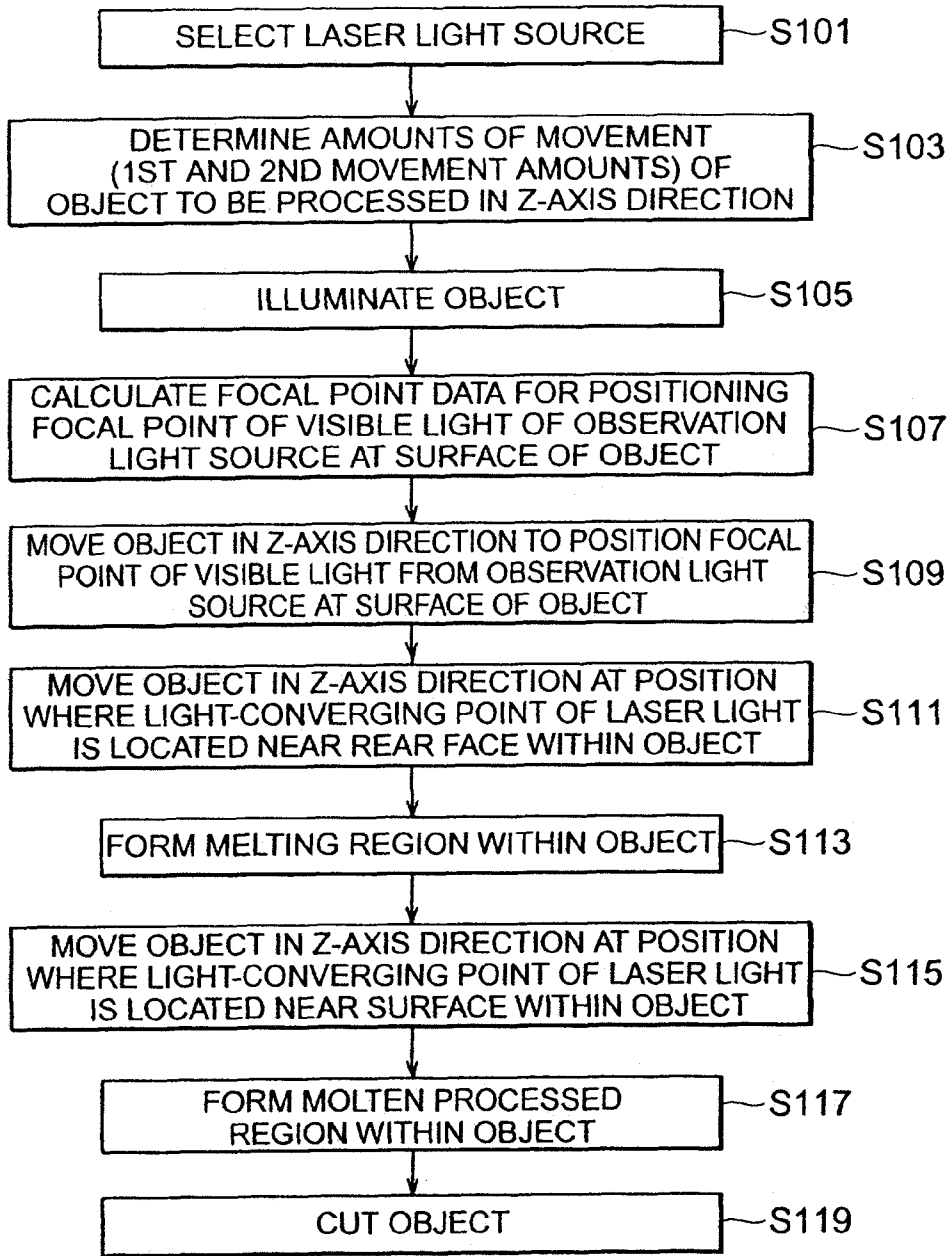 SELECT LASER LIGHT SOURCE
S101
DETERMINE AMOUNTS OF MOVEMENT
(1ST AND 2ND MOVEMENT AMOUNTS) OF
OBJECT TO BE PROCESSED IN Z-AXIS DIRECTION
S103
ILLUMINATE OBJECT
S105
CALCULATE FOCAL POINT DATA FOR POSITIONING
FOCAL POINT OF VISIBLE LIGHT OF OBSERVATION
LIGHT SOURCE AT SURFACE OF OBJECT
S107
MOVE OBJECT IN Z-AXIS DIRECTION TO POSITION FOCAL
POINT OF VISIBLE LIGHT FROM OBSERVATION LIGHT
SOURCE AT SURFACE OF OBJECT
S109
MOVE OBJECT IN Z-AXIS DIRECTION AT POSITION
WHERE LIGHT-CONVERGING POINT OF LASER LIGHT
IS LOCATED NEAR REAR FACE WITHIN OBJECT
S111
FORM MELTING REGION WITHIN OBJECT
S113
MOVE OBJECT IN Z-AXIS DIRECTION AT POSITION
WHERE LIGHT-CONVERGING POINT OF LASER LIGHT
IS LOCATED NEAR SURFACE WITHIN OBJECT
S115
FORM MOLTEN PROCESSED
REGION WITHIN OBJECT
S117
CUT OBJECT
S119